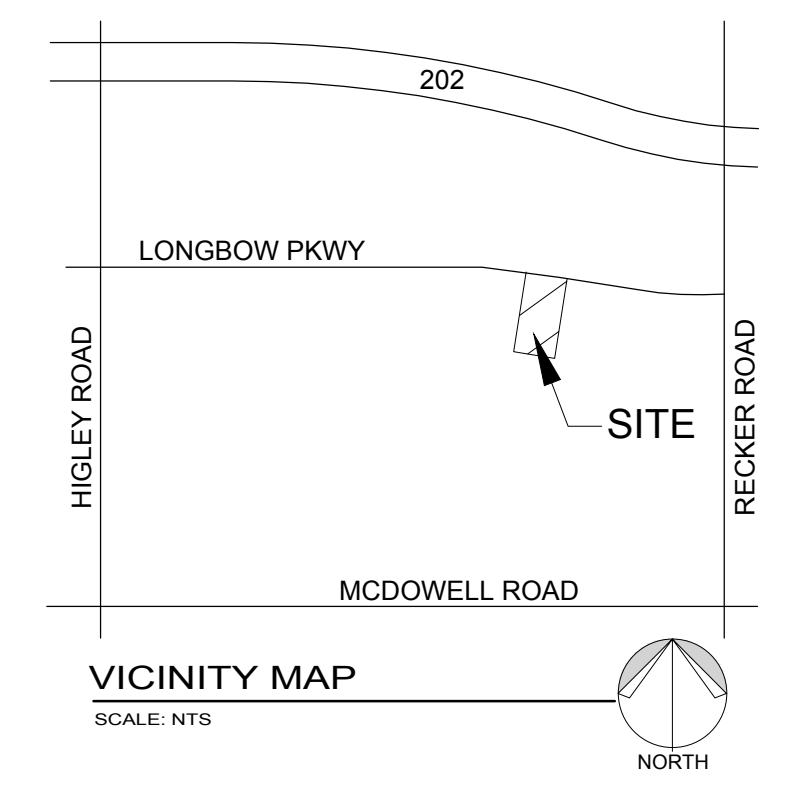 202
LONGBOW PKWY
HIGLEY ROAD
RECKER ROAD
SITE
MCDOWELL ROAD
VICINITY MAP
SCALE: NTS
NORTH